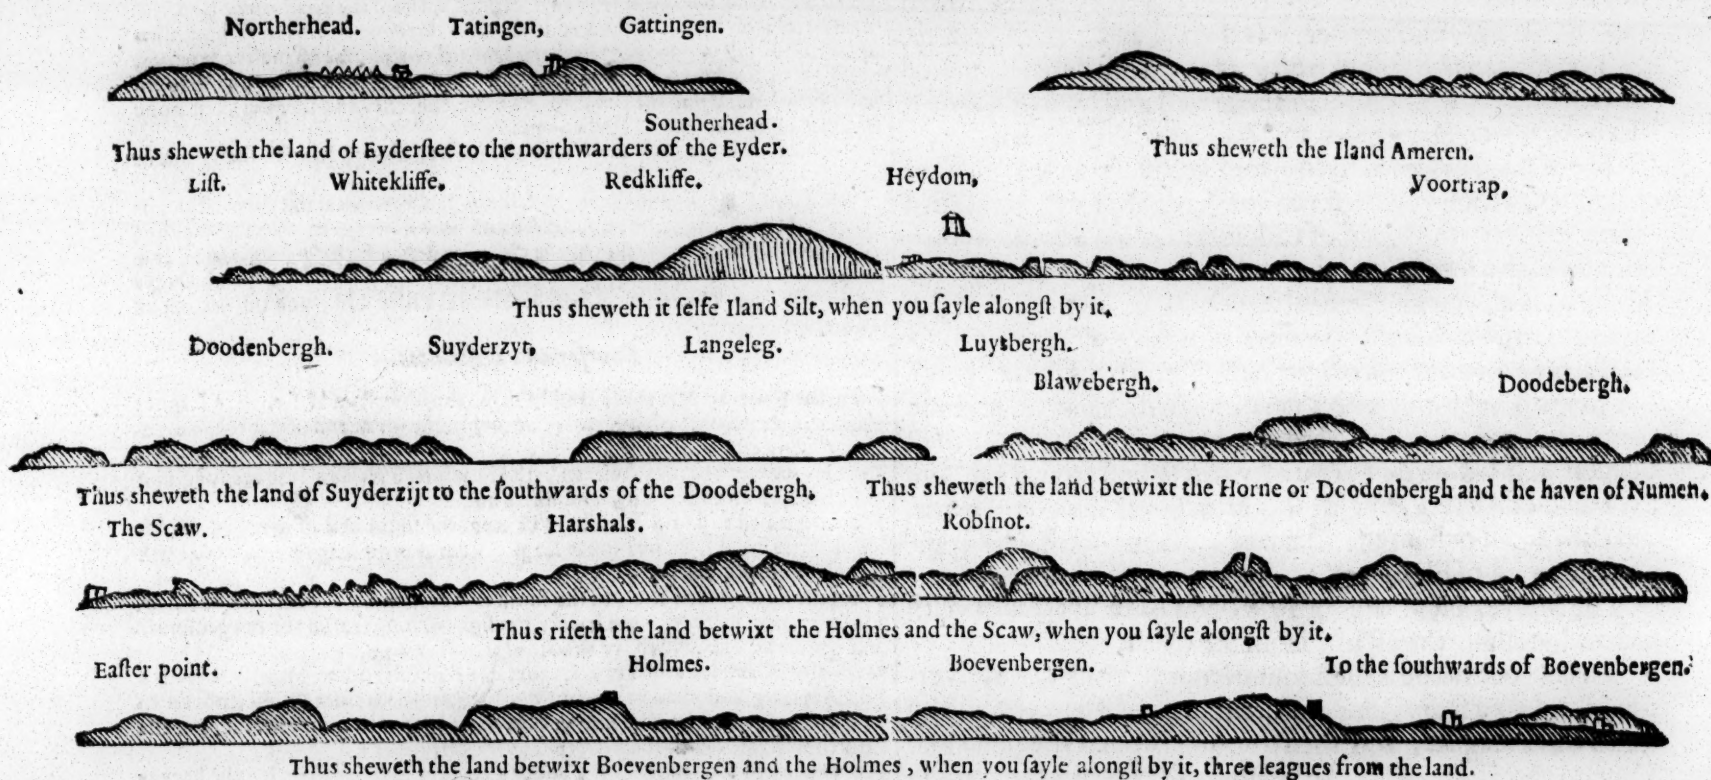 Northerhead. Tatingen, Gattingen.
Southerhead.
Thus sheweth the land of Eyderſtee to the northwarders of the Eyder.
Thus sheweth the Iland Ameren.
Liſt. Whitekliffe. Redkliffe. Heydom, Voortrap.
Thus sheweth it ſelfe Iland Silt, when you ſayle alongſt by it.
Doodenbergh. Suyderzyt, Langeleg. Luytbergh.
Blawebergh. Doodebergh.
Thus sheweth the land of Suyderzijt to the ſouthwards of the Doodebergh. Thus sheweth the land betwixt the Horne or Doodenbergh and the haven of Numen.
The Scaw. Harshals. Robſnot.
Thus riſeth the land betwixt the Holmes and the Scaw, when you ſayle alongſt by it.
Eaſter point. Holmes. Boevenbergen. To the ſouthwards of Boevenbergen.
Thus sheweth the land betwixt Boevenbergen and the Holmes, when you ſayle alongſt by it, three leagues from the land.